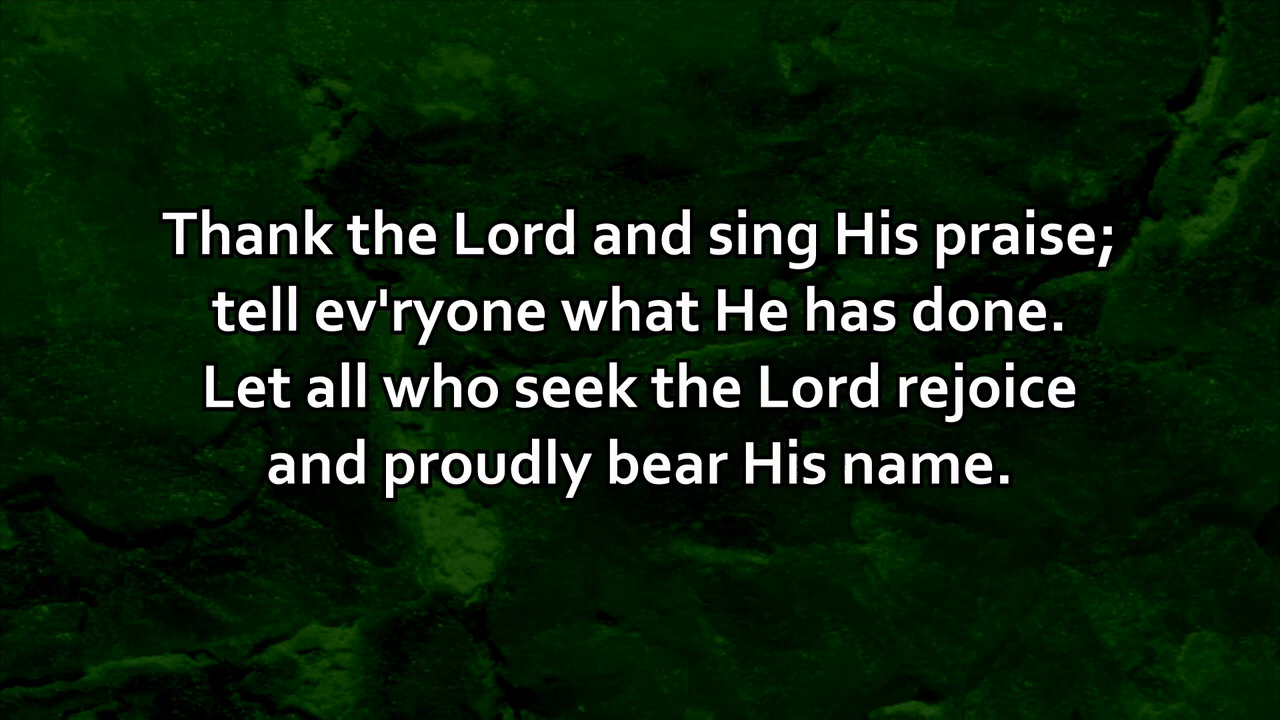 Thank the Lord and sing His praise;
tell ev'ryone what He has done.
Let all who seek the Lord rejoice
and proudly bear His name.